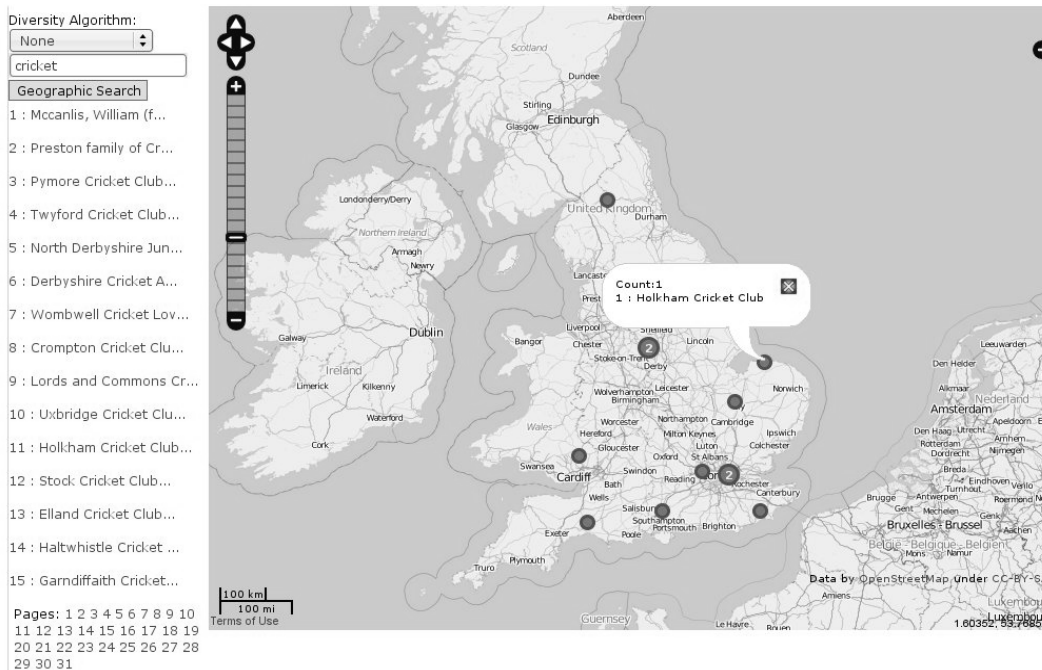 Diversity Algorithm:
None
cricket
Geographic Search
1 : Mccanlis, William (f...
2 : Preston family of Cr...
3 : Pymore Cricket Club...
4 : Twyford Cricket Club...
5 : North Derbyshire Jun...
6 : Derbyshire Cricket A...
7 : Wombwell Cricket Lov...
8 : Crompton Cricket Clu...
9 : Lords and Commons Cr...
10 : Uxbridge Cricket Clu...
11 : Holkham Cricket Club...
12 : Stock Cricket Club...
13 : Elland Cricket Club...
14 : Haltwhistle Cricket ...
15 : Garndiffaith Cricket...
Pages: 1 2 3 4 5 6 7 8 9 10
11 12 13 14 15 16 17 18 19
20 21 22 23 24 25 26 27 28
29 30 31
Aberdeen
Scotland
Dundee
Stirling
Edinburgh
Glasgow
United Kingdom
Durham
Londonderry/Derry
Northern Ireland
Armagh
Newry
Count:1
1 : Holkham Cricket Club
Liverpool
Chester
Lincoln
Bangor
Dublin
Galway
Ireland
Stoke-on-Trent
2
Derby
Limerick
Kilkenny
Waterford
Cork
Leicester
Norwich
Wolverhampton
Birmingham
Wales
Worcester
Northampton
Cambridge
Hereford
Milton Keynes
Ipswich
Gloucester
Luton
Colchester
Oxford
St Albans
Swansea
Cardiff
Swindon
Reading
2
Rochester
Bath
Canterbury
Wells
Salisbury
Southampton
Portsmouth
Brighton
Exeter
Poole
Plymouth
Truro
Guernsey
Le Havre
Rouen
Amiens
Leeuwarden
Den Helder
Alkmaar
Nederland
Amsterdam
Apeldoorn
Den Haag
Utrecht
Rotterdam
Arnhem
Dordrecht
Nijmegen
Breda
Eindhoven
Venlo
Turnhout
Brugge
Antwerpen
Gent
Mechelen
Genk
Bruxelles - Brussel
België - Belgique - Belgien
Mons
Namur
Data by OpenStreetMap under CC-BY-S
100 km
100 mi
Terms of Use